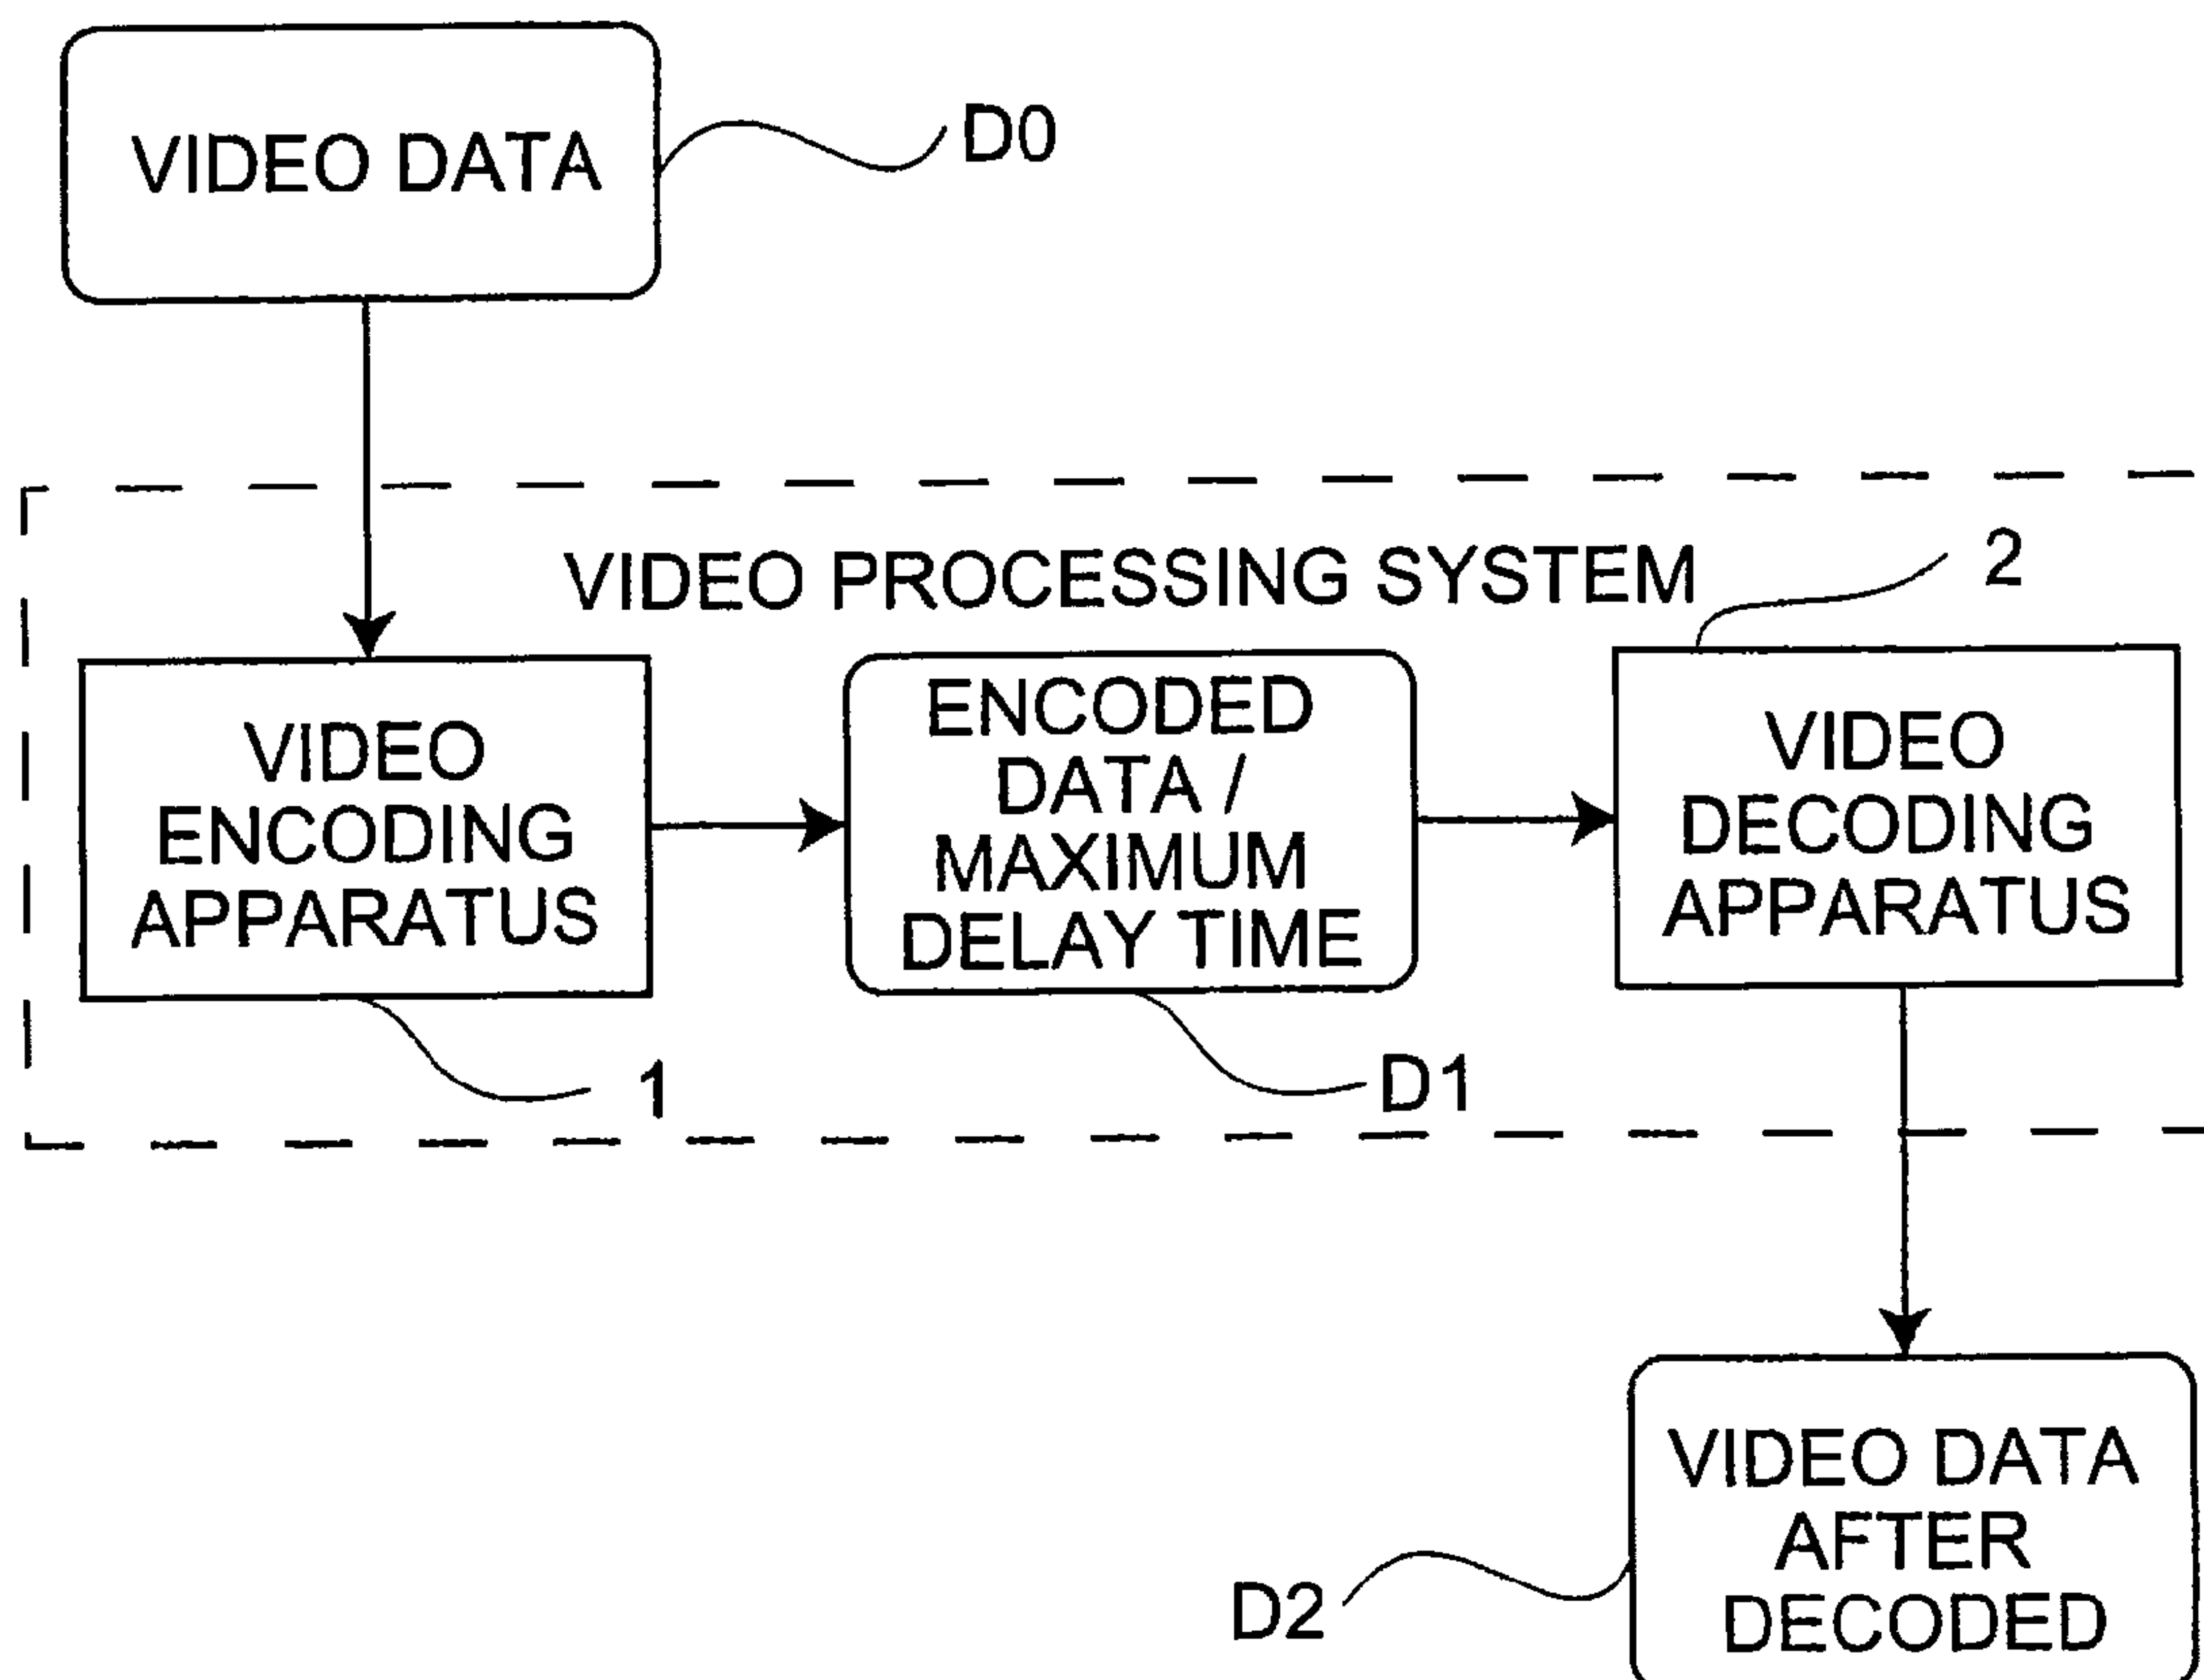 VIDEO DATA
D0
VIDEO PROCESSING SYSTEM
2
VIDEO
ENCODING
APPARATUS
1
ENCODED
DATA /
MAXIMUM
DELAY TIME
D1
VIDEO
DECODING
APPARATUS
VIDEO DATA
AFTER
DECODED
D2